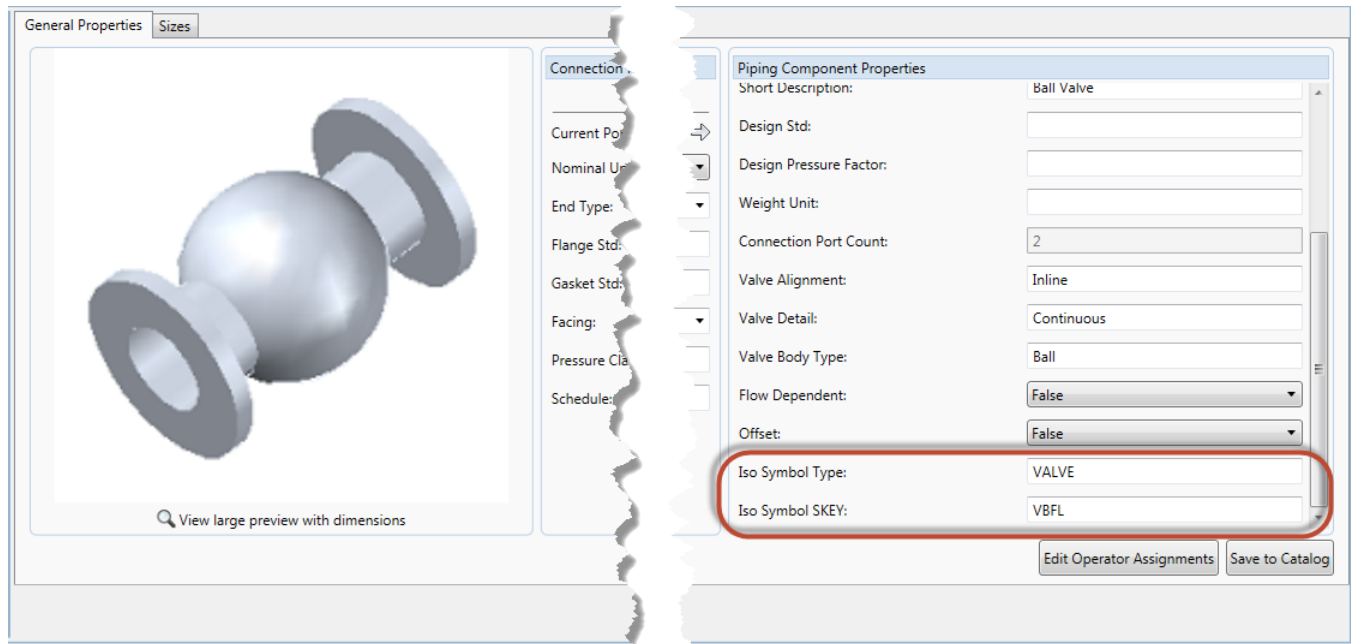 General Properties
Sizes
View large preview with dimensions
Connection
Current Po
Nominal Un
End Type:
Flange Std:
Gasket Std:
Facing:
Pressure Cla
Schedule:
Piping Component Properties
Short Description: Ball Valve
Design Std:
Design Pressure Factor:
Weight Unit:
Connection Port Count: 2
Valve Alignment: Inline
Valve Detail: Continuous
Valve Body Type: Ball
Flow Dependent: False
Offset: False
Iso Symbol Type: VALVE
Iso Symbol SKEY: VBFL
Edit Operator Assignments
Save to Catalog